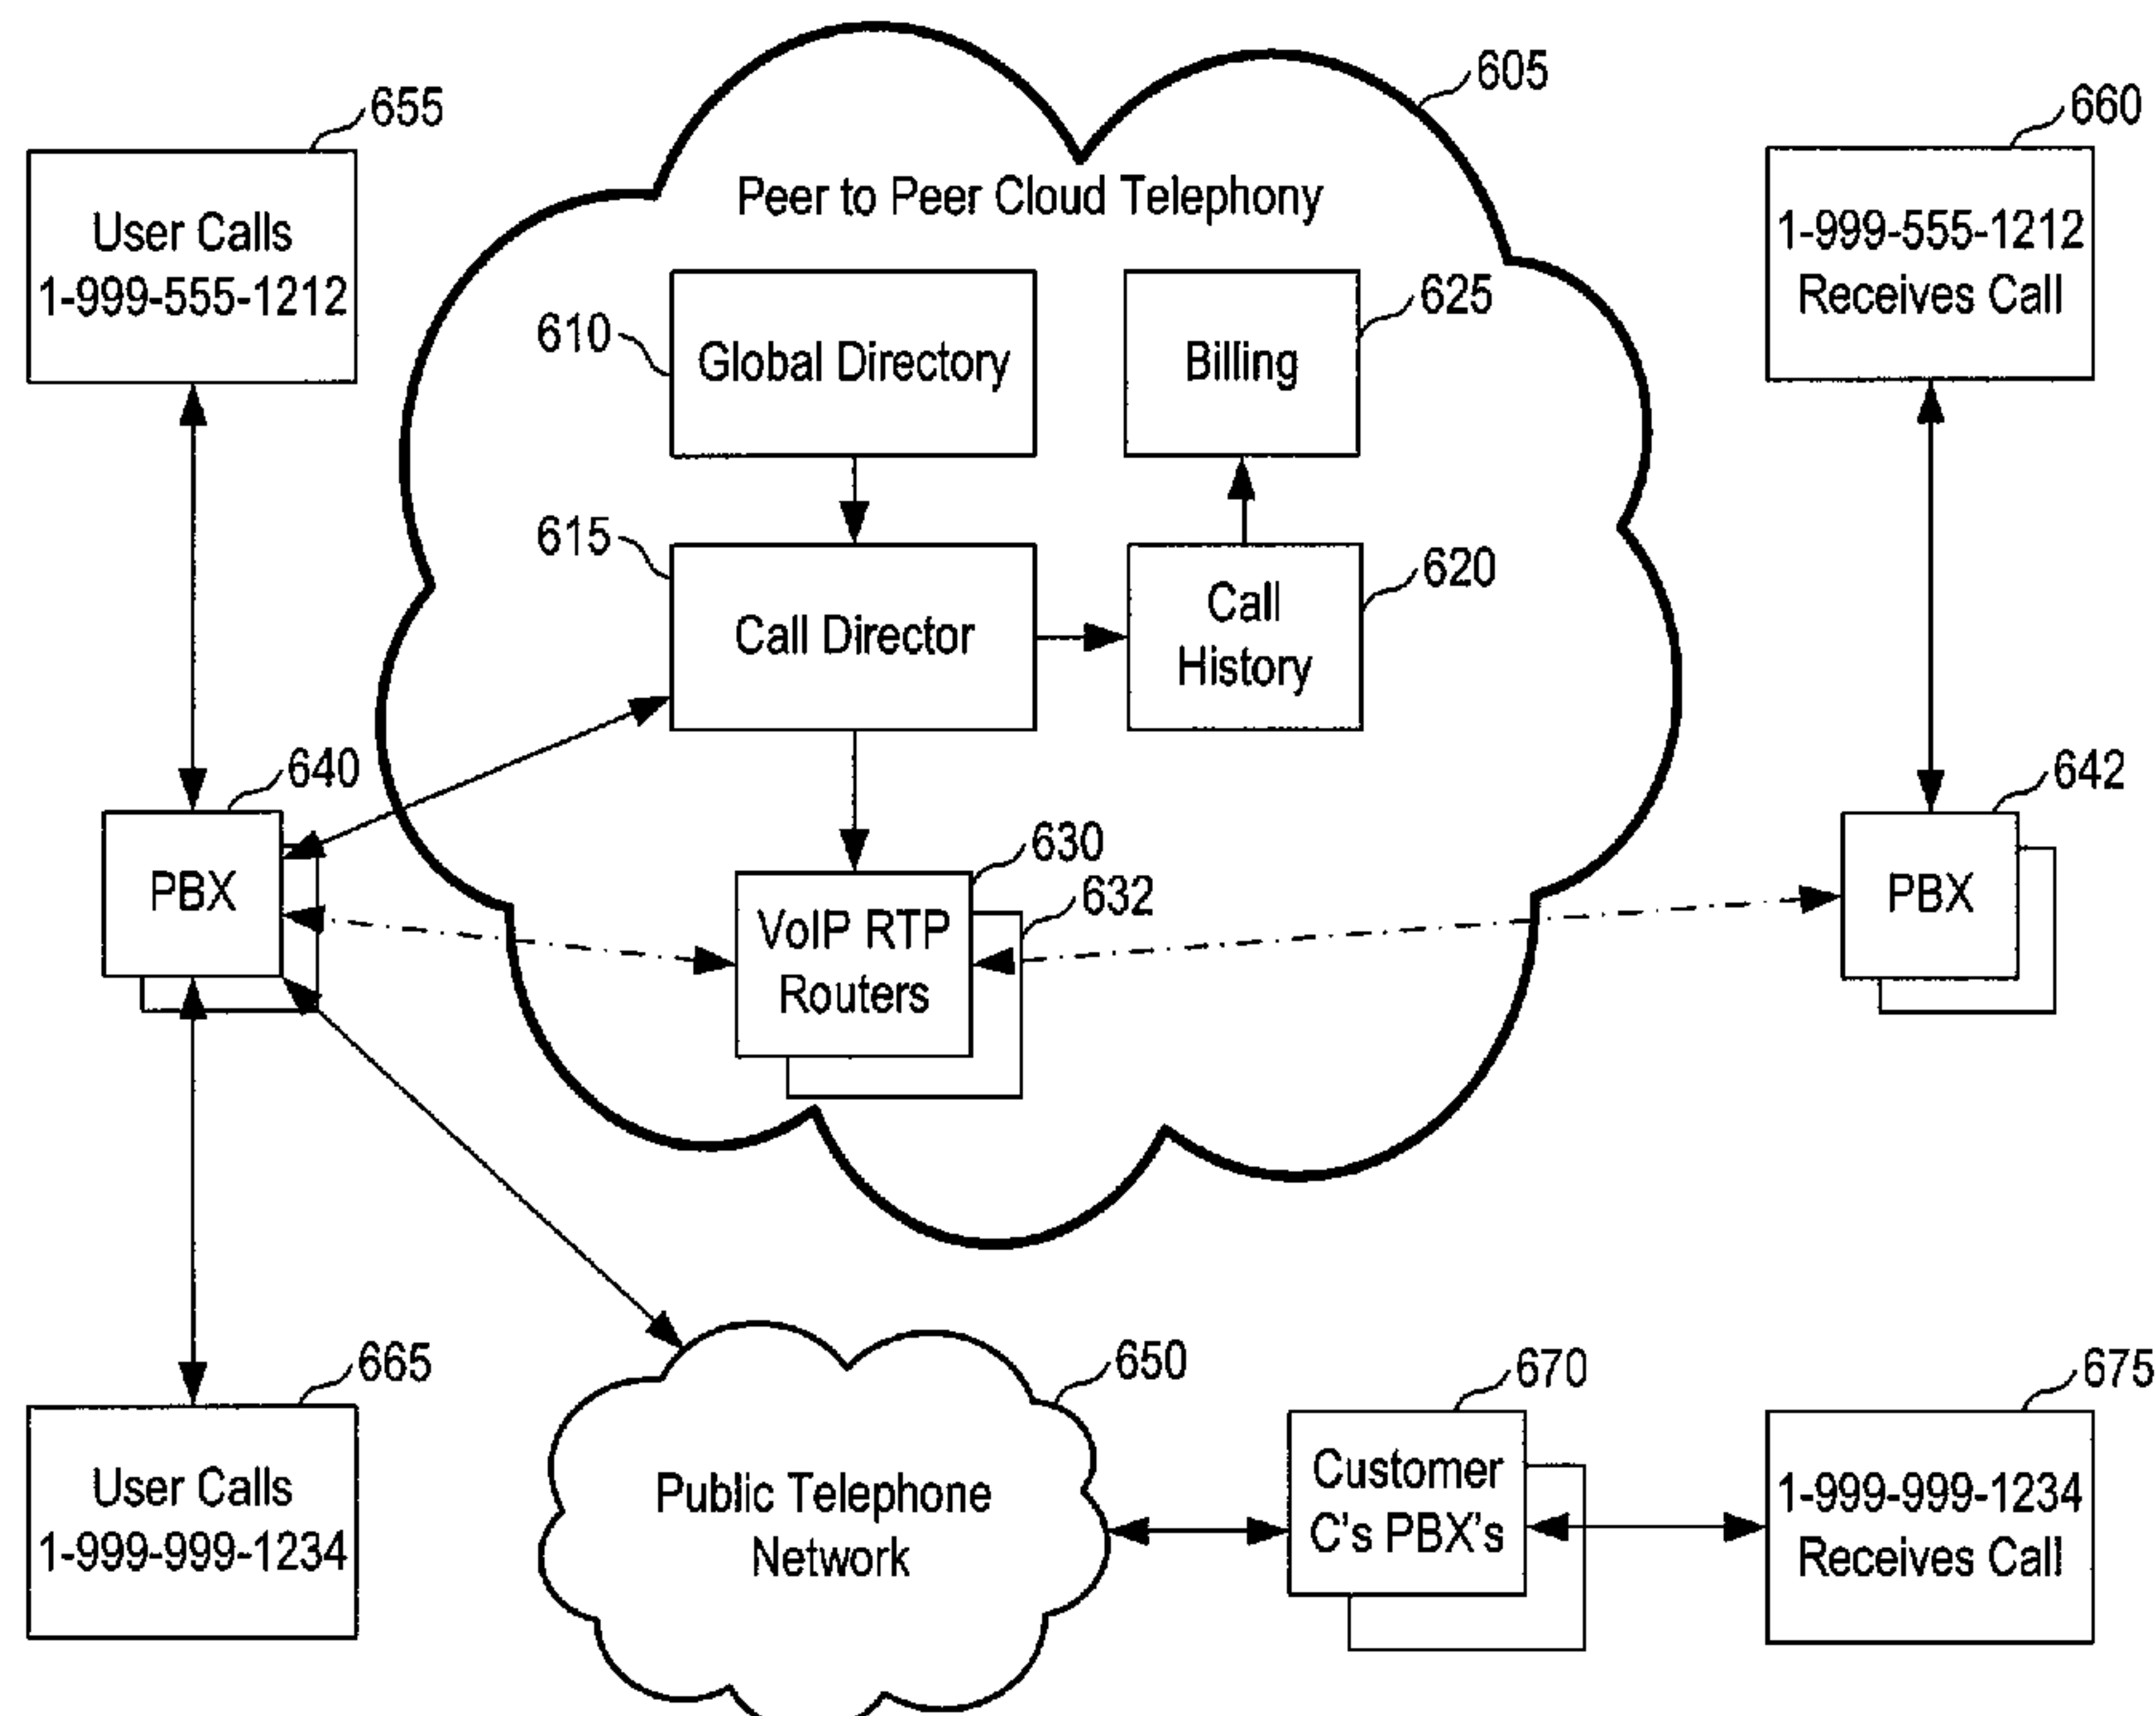 605
655
660
Peer to Peer Cloud Telephony
User Calls
1-999-555-1212
1-999-555-1212
Receives Call
610
Global Directory
Billing
625
615
Call Director
Call
History
620
640
PBX
630
632
VoIP RTP
Routers
642
PBX
665
User Calls
1-999-999-1234
650
Public Telephone
Network
670
Customer
C's PBX's
675
1-999-999-1234
Receives Call